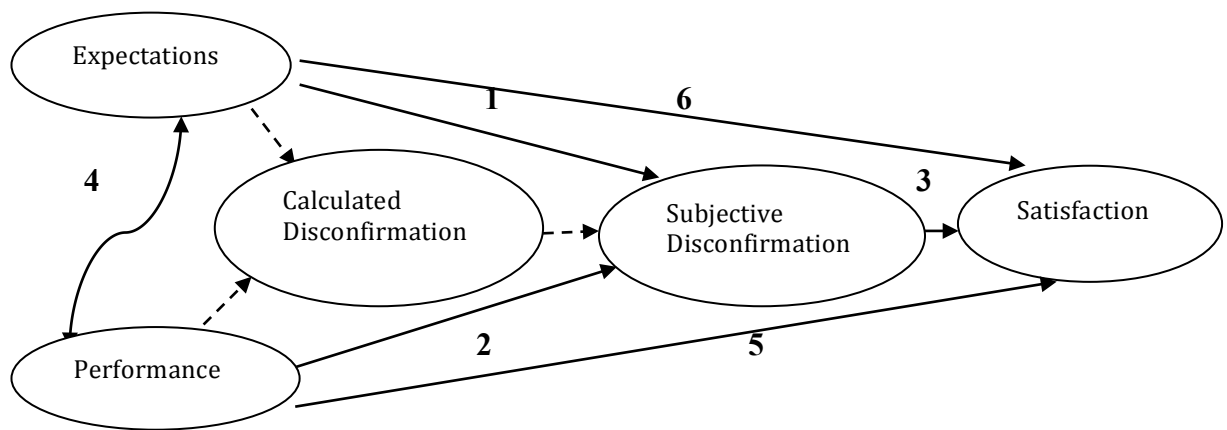 Expectations
1
6
4
Calculated
Disconfirmation
3
Subjective
Disconfirmation
Satisfaction
2
5
Performance